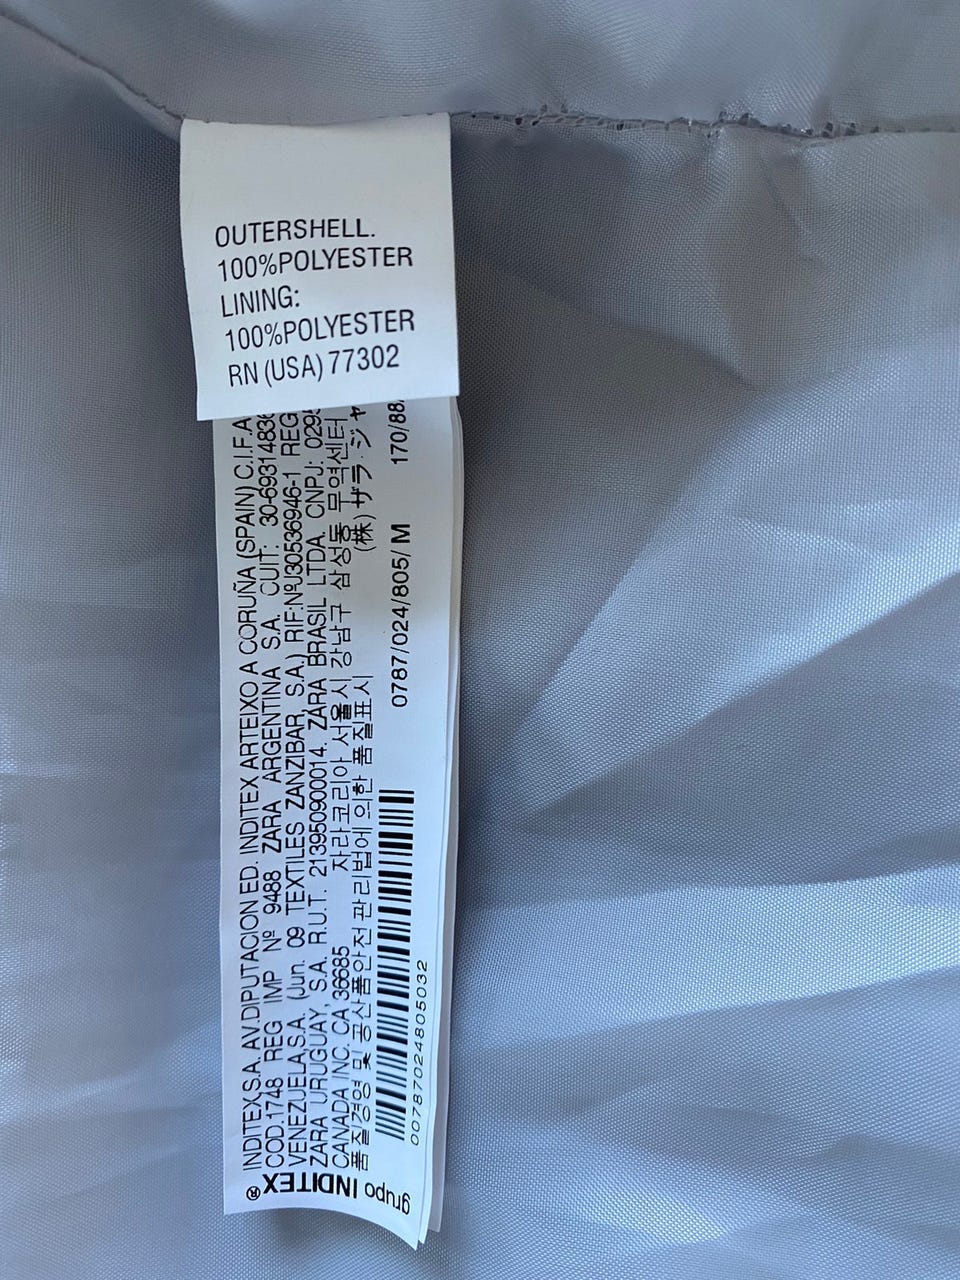 OUTERSHELL.
100%POLYESTER
LINING:
100%POLYESTER
RN (USA) 77302
INDITEX,S.A. AV.DIPUTACION ED. INDITEX ARTEIXO A CORUÑA (SPAIN) C.I.F.A
COD.1748 REG IMP Nº 9488 ZARA ARGENTINA S.A. CUIT: 30-6931483
VENEZUELA,S.A. (Jun. 09 TEXTILES ZANZIBAR, S.A.) RIF:NºJ30536946-1 REG
ZARA URUGUAY, S.A. R.U.T. 213950900014. ZARA BRASIL LTDA. CNPJ: 029
CANADA INC. CA 36685 자라코리아 서울시 강남구 삼성동 무역센터
품질경영 및 공산품안전 관리법에 의한 품질표시 (株) ザラ・ジャ
0787/024/805/ M 170/88
00787024805032
grupo INDITEX®